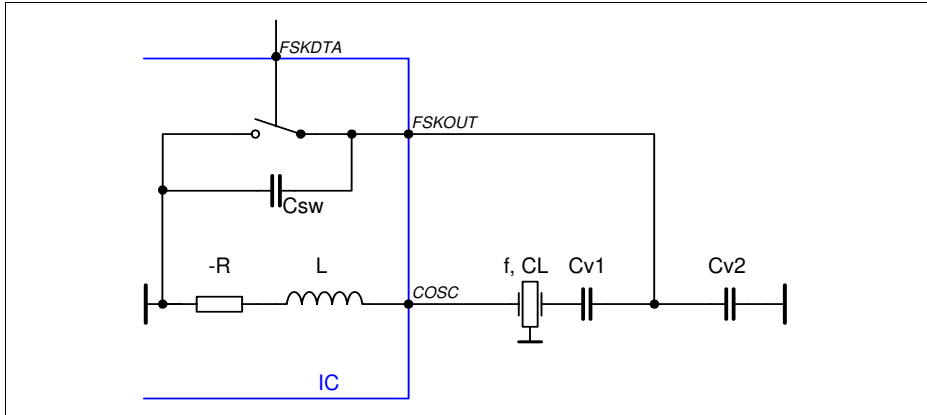 FSKDTA
FSKOUT
Csw
-R L f, CL Cv1 Cv2
COSC
IC